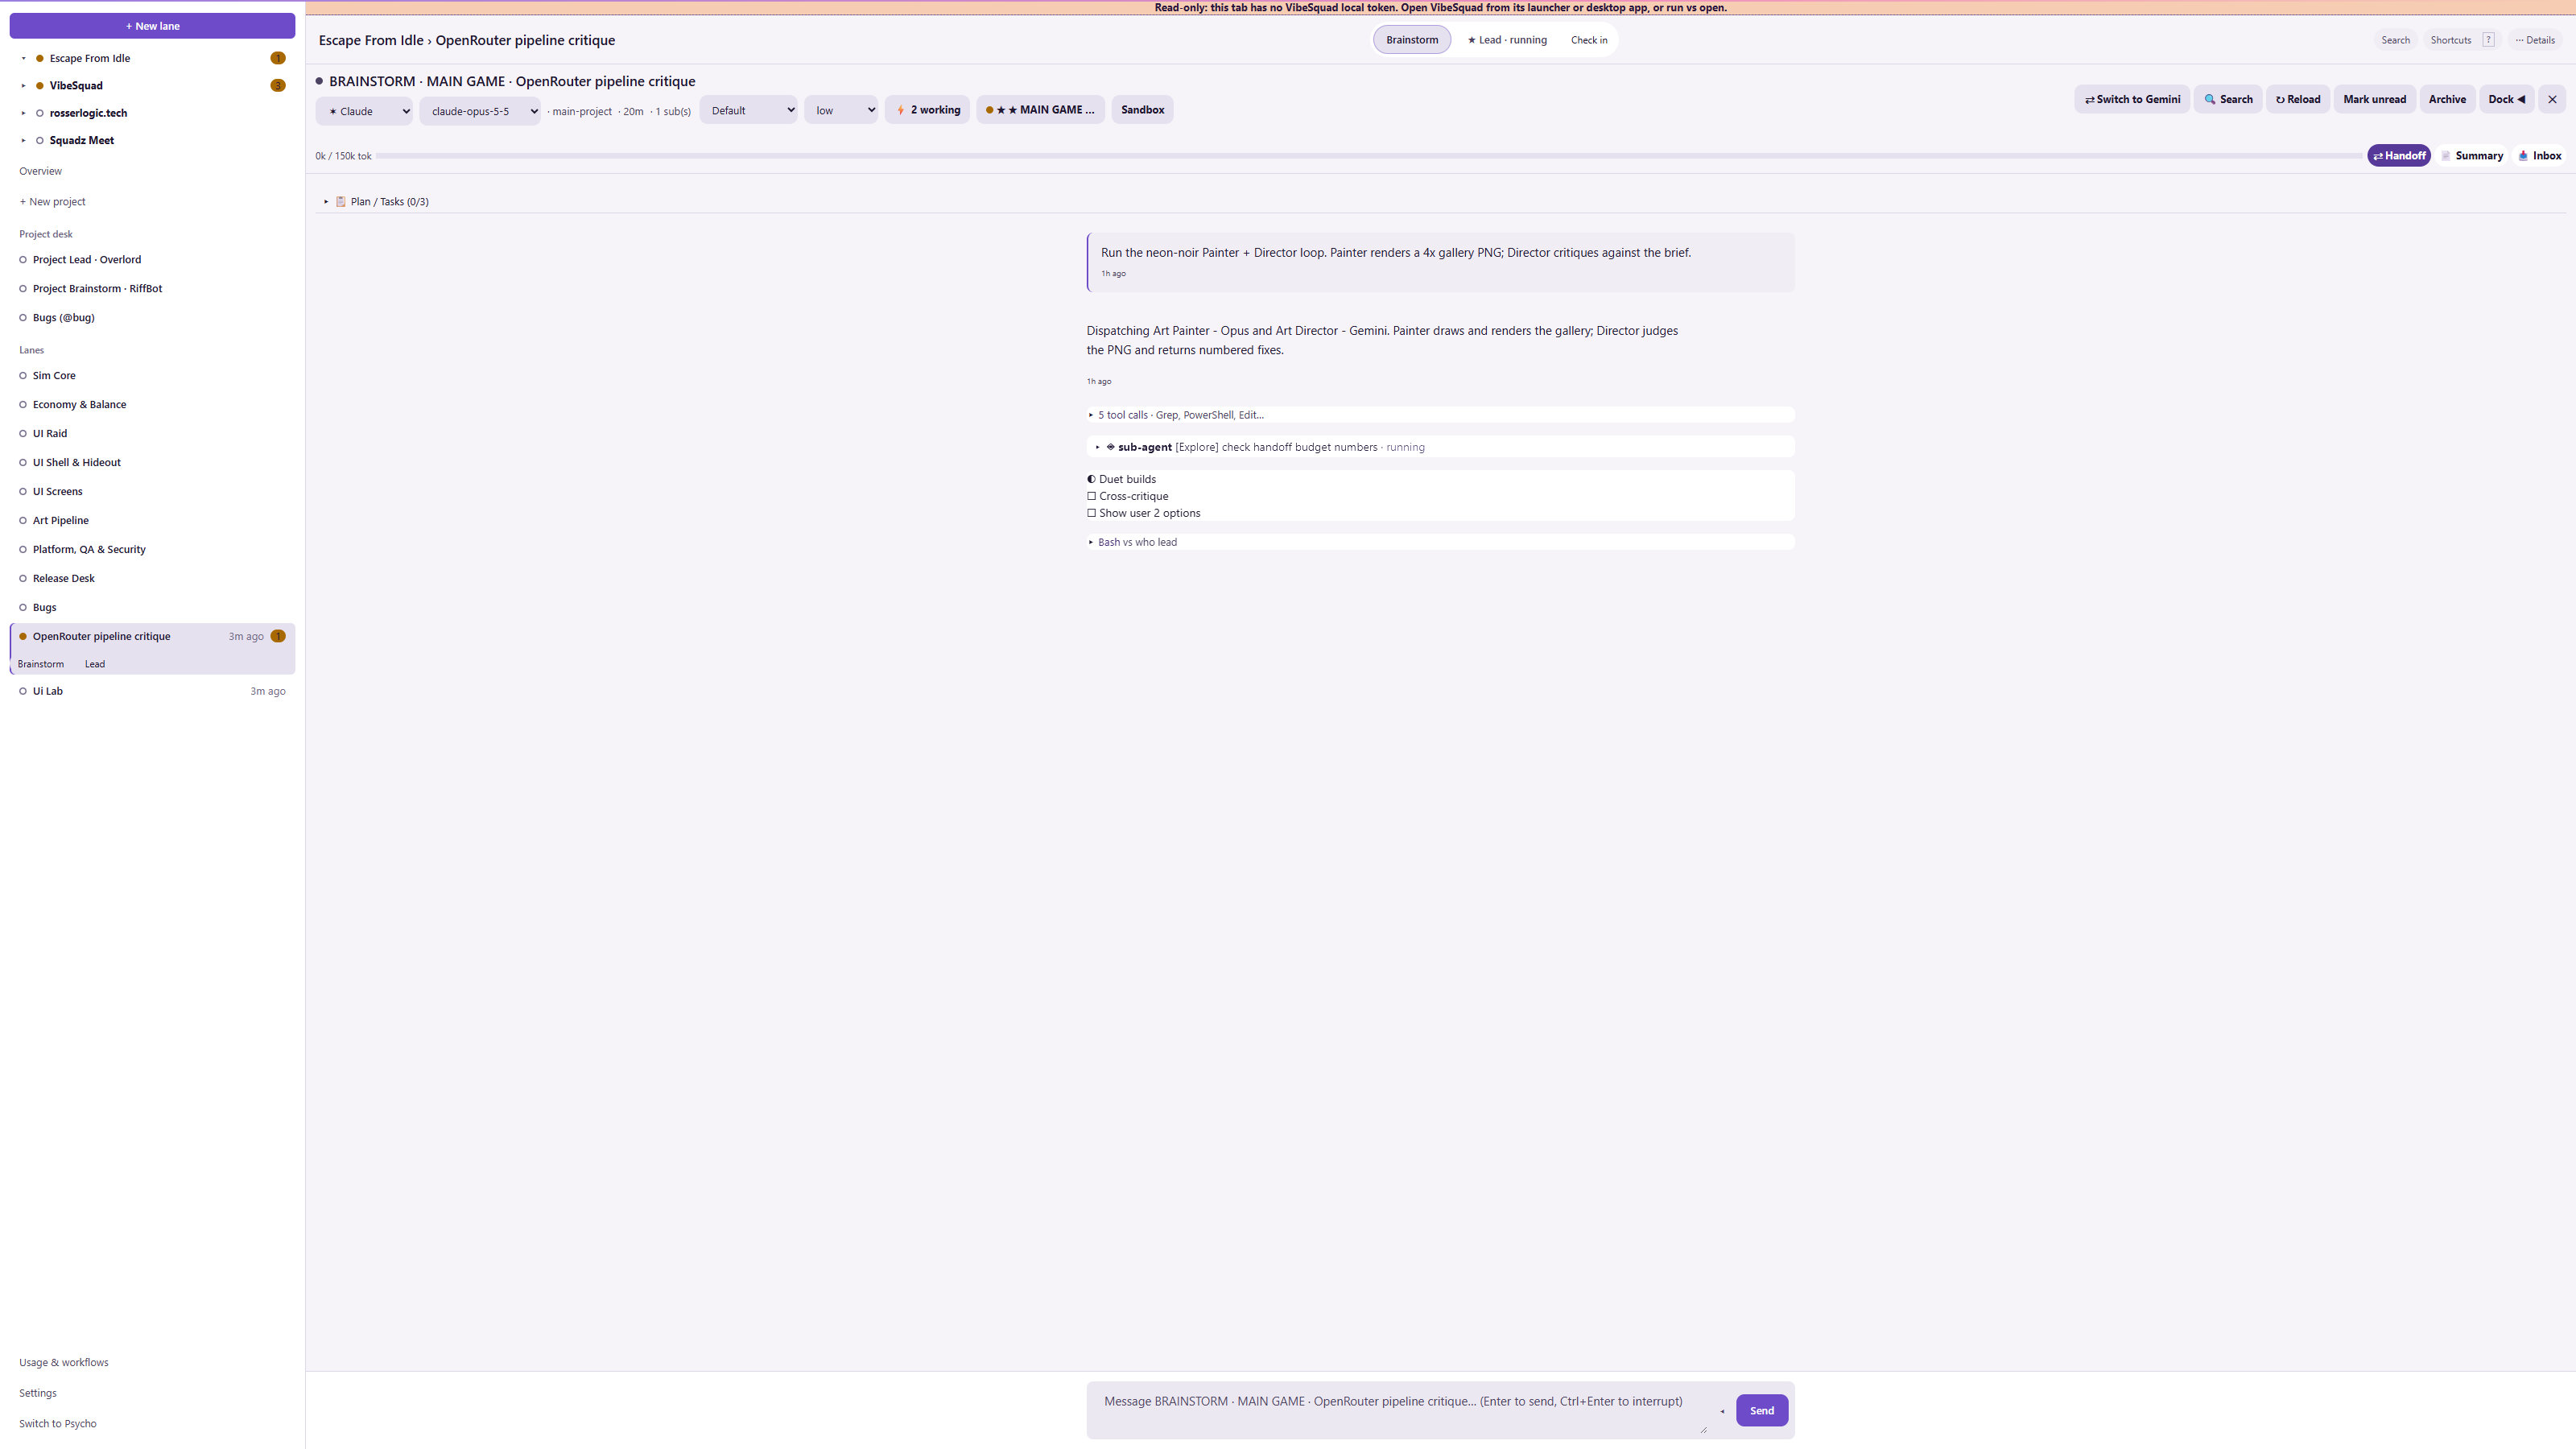 Read-only: this tab has no VibeSquad local token. Open VibeSquad from its launcher or desktop app, or run vs open.
+ New lane
Escape From Idle 1
VibeSquad 3
rosserlogic.tech
Squadz Meet
Overview
+ New project
Project desk
Project Lead · Overlord
Project Brainstorm · RiffBot
Bugs (@bug)
Lanes
Sim Core
Economy & Balance
UI Raid
UI Shell & Hideout
UI Screens
Art Pipeline
Platform, QA & Security
Release Desk
Bugs
OpenRouter pipeline critique 3m ago 1
Brainstorm Lead
Ui Lab 3m ago
Usage & workflows
Settings
Switch to Psycho
Escape From Idle › OpenRouter pipeline critique
Brainstorm ★ Lead · running Check in
Search Shortcuts ? ··· Details
BRAINSTORM · MAIN GAME · OpenRouter pipeline critique
✶ Claude claude-opus-5-5 · main-project · 20m · 1 sub(s) Default low ⚡ 2 working ★ ★ MAIN GAME ... Sandbox
⇄ Switch to Gemini 🔍 Search ↻ Reload Mark unread Archive Dock ◀ ✕
0k / 150k tok
⇄ Handoff Summary Inbox
▸ 📋 Plan / Tasks (0/3)
Run the neon-noir Painter + Director loop. Painter renders a 4x gallery PNG; Director critiques against the brief.
1h ago
Dispatching Art Painter - Opus and Art Director - Gemini. Painter draws and renders the gallery; Director judges
the PNG and returns numbered fixes.
1h ago
▸ 5 tool calls · Grep, PowerShell, Edit...
▸ sub-agent [Explore] check handoff budget numbers · running
◐ Duet builds
☐ Cross-critique
☐ Show user 2 options
▸ Bash vs who lead
Message BRAINSTORM · MAIN GAME · OpenRouter pipeline critique... (Enter to send, Ctrl+Enter to interrupt)
Send